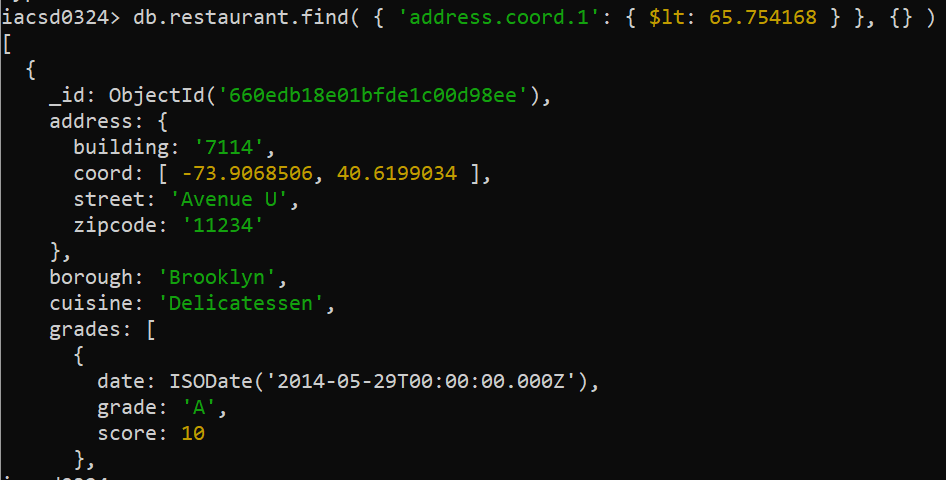 iacsd0324> db.restaurant.find( { 'address.coord.1': { $lt: 65.754168 } }, {} )
[
  {
    _id: ObjectId('660edb18e01bfde1c00d98ee'),
    address: {
      building: '7114',
      coord: [ -73.9068506, 40.6199034 ],
      street: 'Avenue U',
      zipcode: '11234'
    },
    borough: 'Brooklyn',
    cuisine: 'Delicatessen',
    grades: [
      {
        date: ISODate('2014-05-29T00:00:00.000Z'),
        grade: 'A',
        score: 10
      },